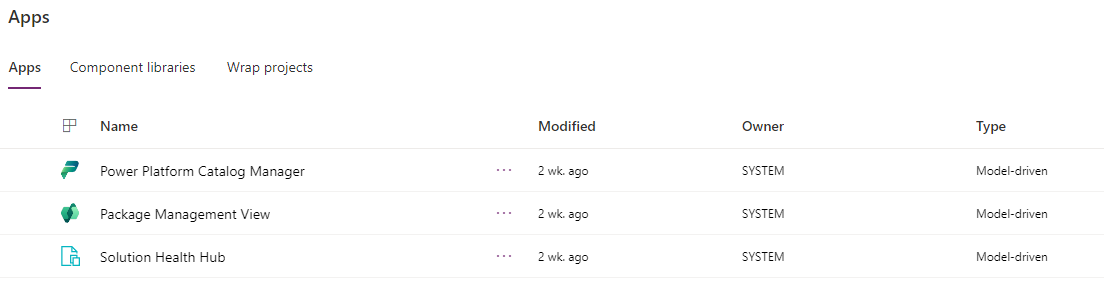 Apps
Apps Component libraries Wrap projects
Name Modified Owner Type
Power Platform Catalog Manager ... 2 wk. ago SYSTEM Model-driven
Package Management View ... 2 wk. ago SYSTEM Model-driven
Solution Health Hub ... 2 wk. ago SYSTEM Model-driven